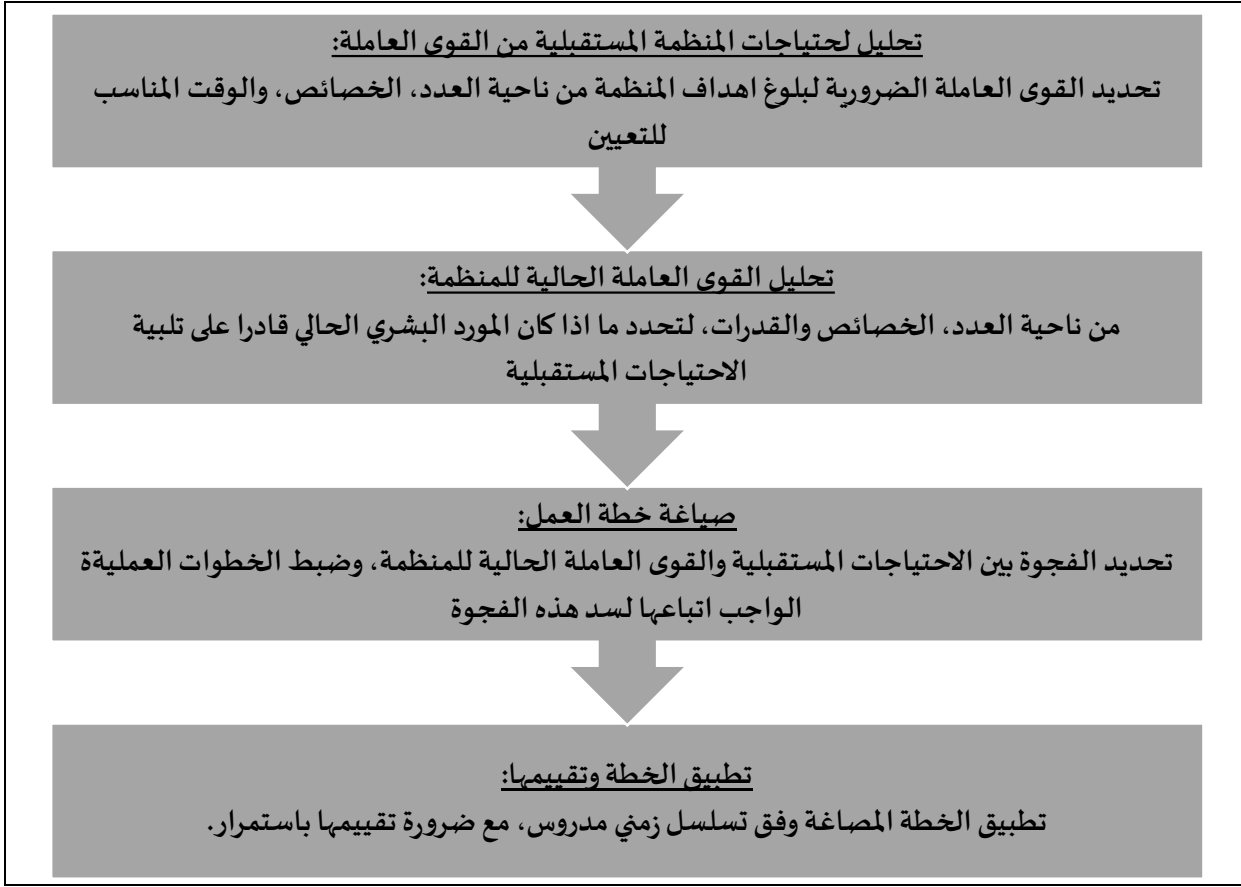 تحليل لحتياجات المنظمة المستقبلية من القوى العاملة:
تحديد القوى العاملة الضرورية لبلوغ اهداف المنظمة من ناحية العدد، الخصائص، والوقت المناسب
للتعيين
تحليل القوى العاملة الحالية للمنظمة:
من ناحية العدد، الخصائص والقدرات، لتحدد ما اذا كان المورد البشري الحالي قادرا على تلبية
الاحتياجات المستقبلية
صياغة خطة العمل:
تحديد الفجوة بين الاحتياجات المستقبلية والقوى العاملة الحالية للمنظمة، وضبط الخطوات العمليةة
الواجب اتباعها لسد هذه الفجوة
تطبيق الخطة وتقييمها:
تطبيق الخطة المصاغة وفق تسلسل زمني مدروس، مع ضرورة تقييمها باستمرار.